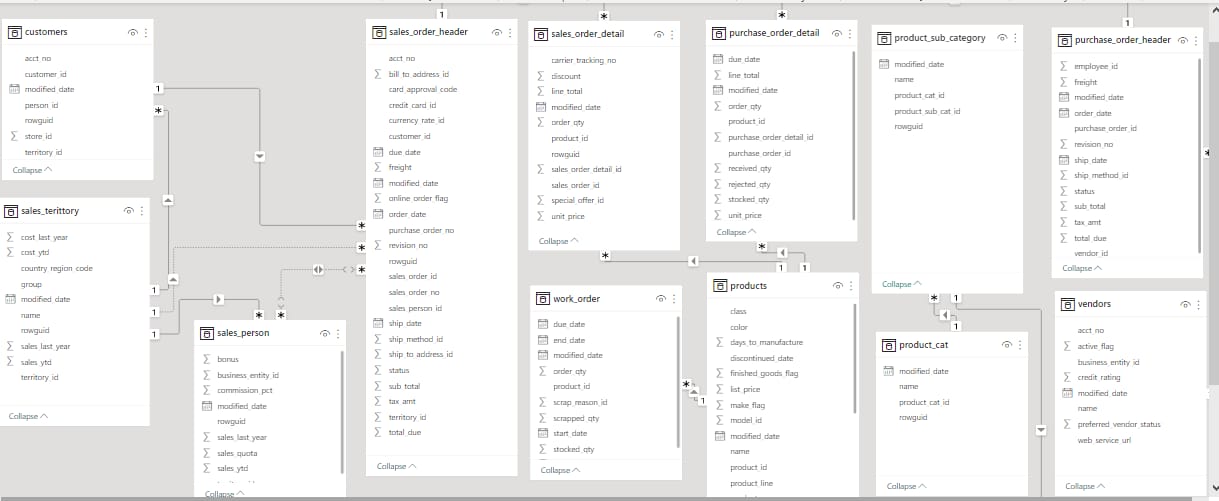 customers
acct_no
customer_id
modified_date
person_id
rowguid
store_id
territory_id
Collapse
sales_terittory
cost_last_year
cost_ytd
country_region_code
group
modified_date
name
rowguid
sales_last_year
sales_ytd
territory_id
Collapse
sales_person
bonus
business_entity_id
commission_pct
modified_date
rowguid
sales_last_year
sales_quota
sales_ytd
Collapse
sales_order_header
acct_no
bill_to_address_id
card_approval_code
credit_card_id
currency_rate_id
customer_id
due_date
freight
modified_date
online_order_flag
order_date
purchase_order_no
revision_no
rowguid
sales_order_id
sales_order_no
sales_person_id
ship_date
ship_method_id
ship_to_address_id
status
sub_total
tax_amt
territory_id
total_due
Collapse
sales_order_detail
carrier_tracking_no
discount
line_total
modified_date
order_qty
product_id
rowguid
sales_order_detail_id
sales_order_id
special_offer_id
unit_price
Collapse
work_order
due_date
end_date
modified_date
order_qty
product_id
scrap_reason_id
scrapped_qty
start_date
stocked_qty
Collapse
purchase_order_detail
due_date
line_total
modified_date
order_qty
product_id
purchase_order_detail_id
purchase_order_id
received_qty
rejected_qty
stocked_qty
unit_price
Collapse
products
class
color
days_to_manufacture
discontinued_date
finished_goods_flag
list_price
make_flag
model_id
modified_date
name
product_id
product_line
product_sub_category
modified_date
name
product_cat_id
product_sub_cat_id
rowguid
Collapse
product_cat
modified_date
name
product_cat_id
rowguid
Collapse
purchase_order_header
employee_id
freight
modified_date
order_date
purchase_order_id
revision_no
ship_date
ship_method_id
status
sub_total
tax_amt
total_due
vendor_id
Collapse
vendors
acct_no
active_flag
business_entity_id
credit_rating
modified_date
name
preferred_vendor_status
web_service_url
Collapse